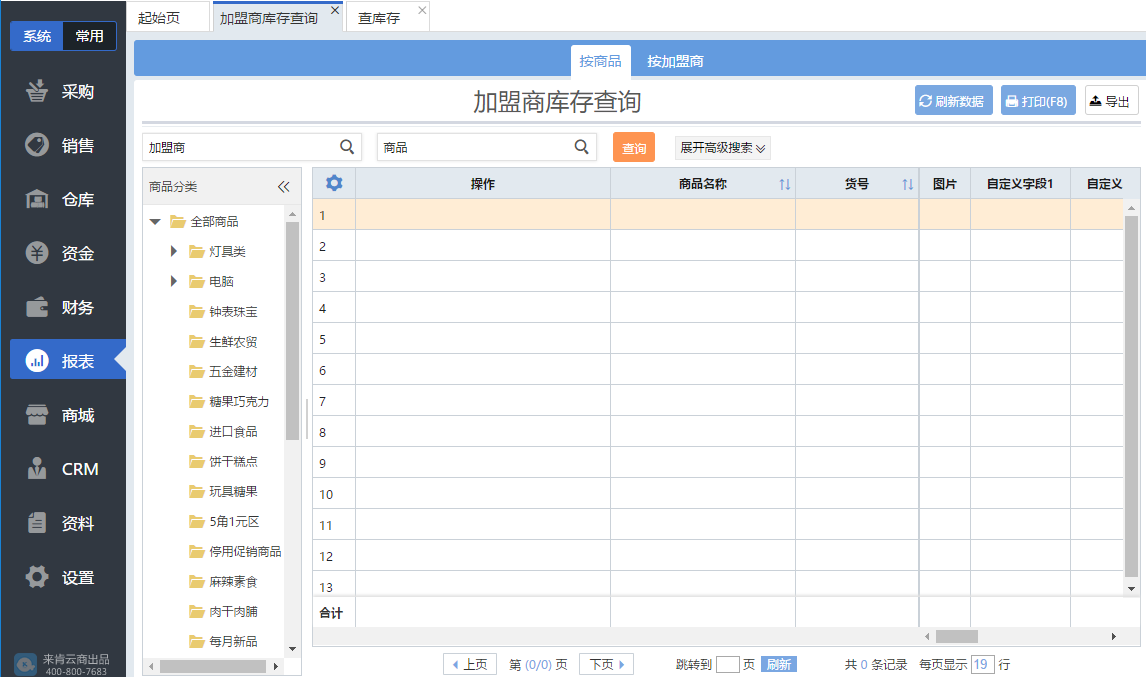 起始页
加盟商库存查询
查库存
系统 常用
采购
销售
仓库
资金
财务
报表
商城
CRM
资料
设置
来肯云商出品
400-800-7683
按商品 按加盟商
加盟商库存查询
刷新数据 打印(F8) 导出
加盟商 商品 查询 展开高级搜索
商品分类
全部商品
灯具类
电脑
钟表珠宝
生鲜农贸
五金建材
糖果巧克力
进口食品
饼干糕点
玩具糖果
5角1元区
停用促销商品
麻辣素食
肉干肉脯
每月新品
操作 商品名称 货号 图片 自定义字段1 自定义
1
2
3
4
5
6
7
8
9
10
11
12
13
合计
上页 第 (0/0) 页 下页 跳转到 页 刷新 共 0 条记录 每页显示 19 行